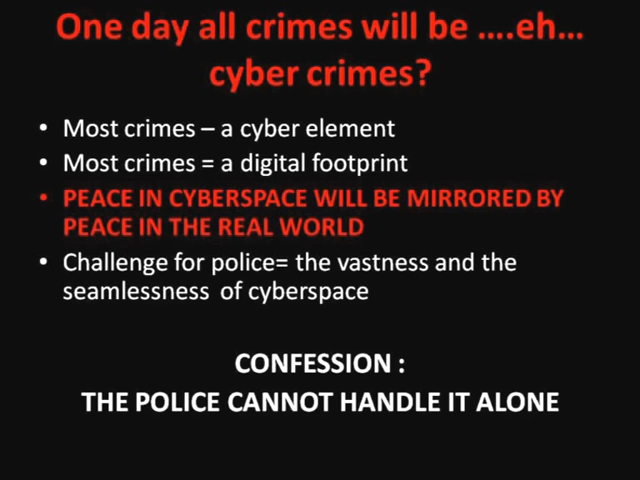 One day all crimes will be ….eh…
cyber crimes?
• Most crimes – a cyber element
• Most crimes = a digital footprint
• PEACE IN CYBERSPACE WILL BE MIRRORED BY
PEACE IN THE REAL WORLD
• Challenge for police= the vastness and the
seamlessness of cyberspace
CONFESSION :
THE POLICE CANNOT HANDLE IT ALONE